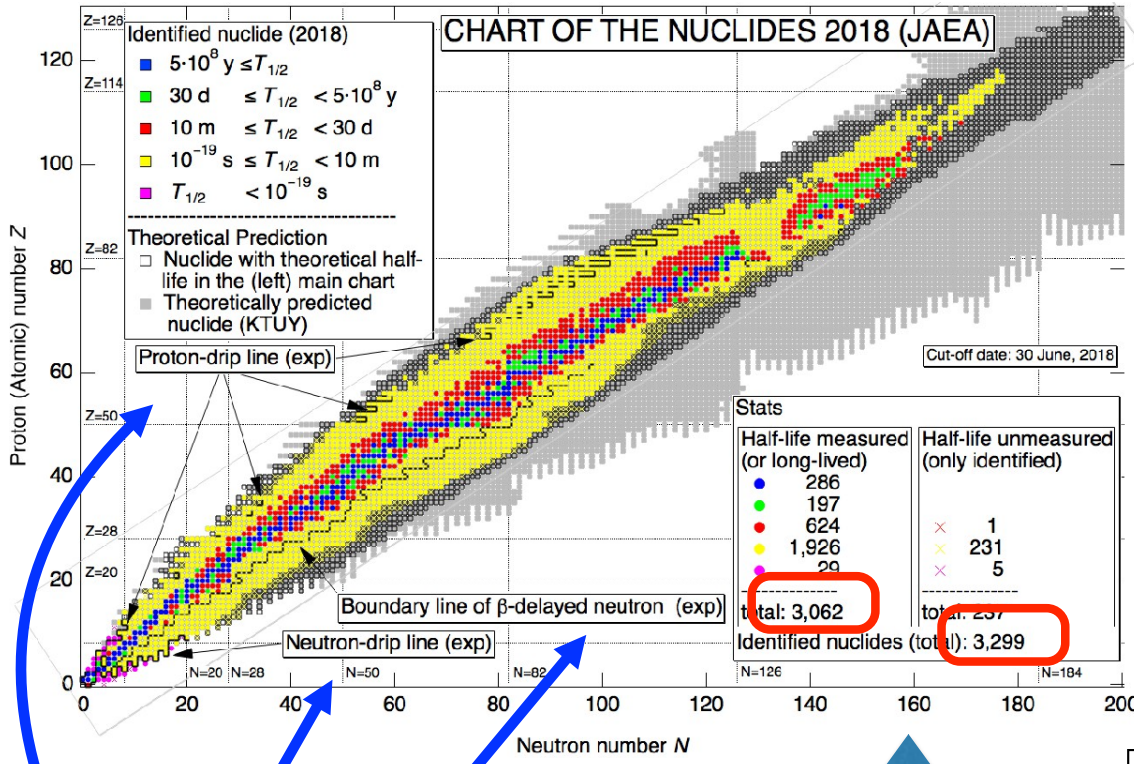 CHART OF THE NUCLIDES 2018 (JAEA)
Identified nuclide (2018)
5·10⁸ y ≤T₁/₂
30 d ≤ T₁/₂ < 5·10⁸ y
10 m ≤ T₁/₂ < 30 d
10⁻¹⁹ s ≤ T₁/₂ < 10 m
T₁/₂ < 10⁻¹⁹ s
Theoretical Prediction
Nuclide with theoretical half-
life in the (left) main chart
Theoretically predicted
nuclide (KTUY)
Proton-drip line (exp)
Cut-off date: 30 June, 2018
Stats
Half-life measured
(or long-lived)
286
197
624
1,926
29
total: 3,062
Half-life unmeasured
(only identified)
× 1
× 231
× 5
total: 237
Identified nuclides (total): 3,299
Boundary line of β-delayed neutron (exp)
Neutron-drip line (exp)
Z=126
Z=114
Z=82
Z=50
Z=28
Z=20
N=20
N=28
N=50
N=82
N=126
N=184
120
100
80
60
40
20
0
0
20
40
60
80
100
120
140
160
180
200
Proton (Atomic) number Z
Neutron number N